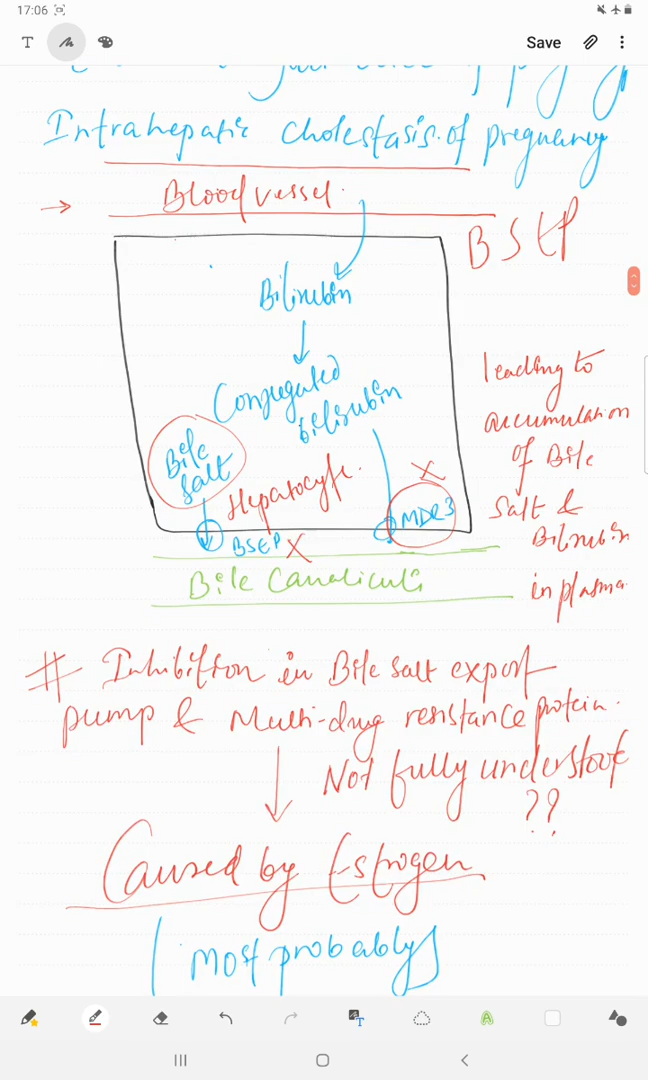 17:06
T
Save
Intrahepatic cholestasis of pregnancy
Blood vessel
BSEP
Bilirubin
Conjugated
bilirubin
leading to
accumulation
of Bile
Salt &
Bilirubin
in plasma
Bile
salt
Hepatocyte
X
MDR3
BSEP X
Bile Canaliculi
# Inhibition in Bile salt export
pump & Multi-drug resistance protein.
Not fully understood
??
Caused by Estrogen
most probably